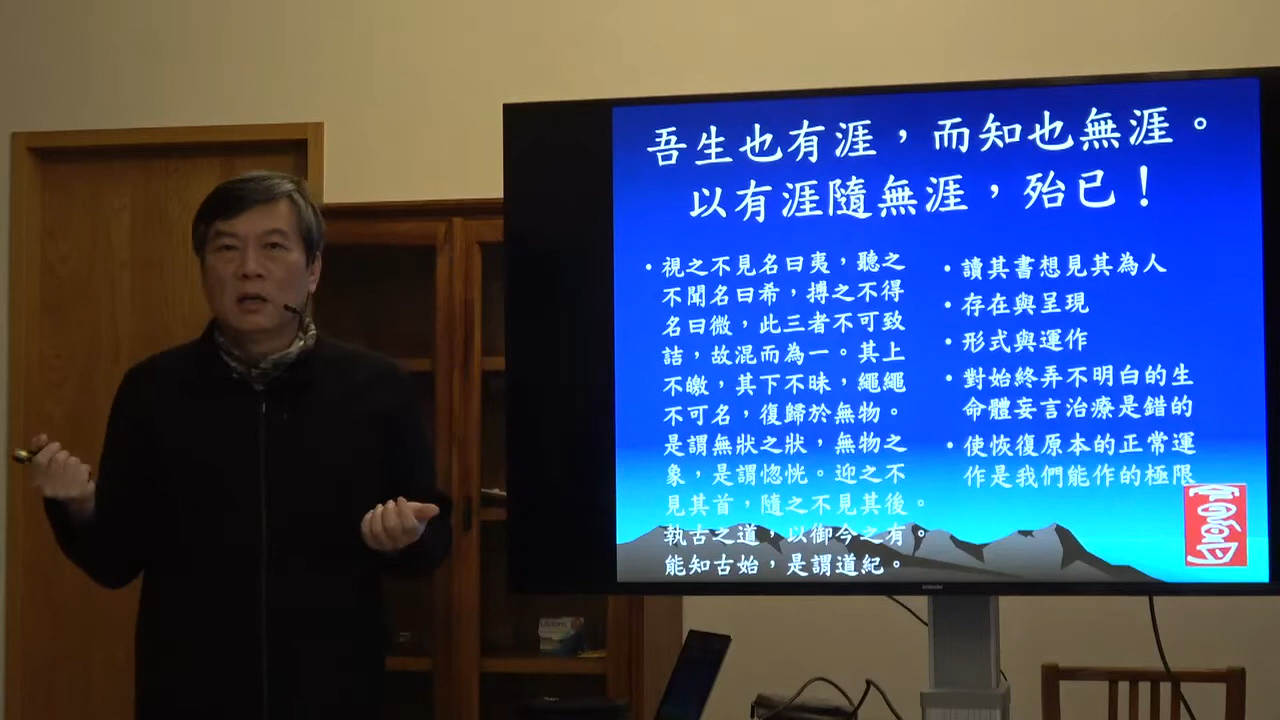 吾生也有涯，而知也無涯。
以有涯隨無涯，殆已！
•視之不見名曰夷，聽之
不聞名曰希，搏之不得
名曰微，此三者不可致
詰，故混而為一。其上
不皦，其下不昧，繩繩
不可名，復歸於無物。
是謂無狀之狀，無物之
象，是謂惚恍。迎之不
見其首，隨之不見其後。
執古之道，以御今之有。
能知古始，是謂道紀。
•讀其書想見其為人
•存在與呈現
•形式與運作
•對始終弄不明白的生
命體妄言治療是錯的
•使恢復原本的正常運
作是我們能作的極限